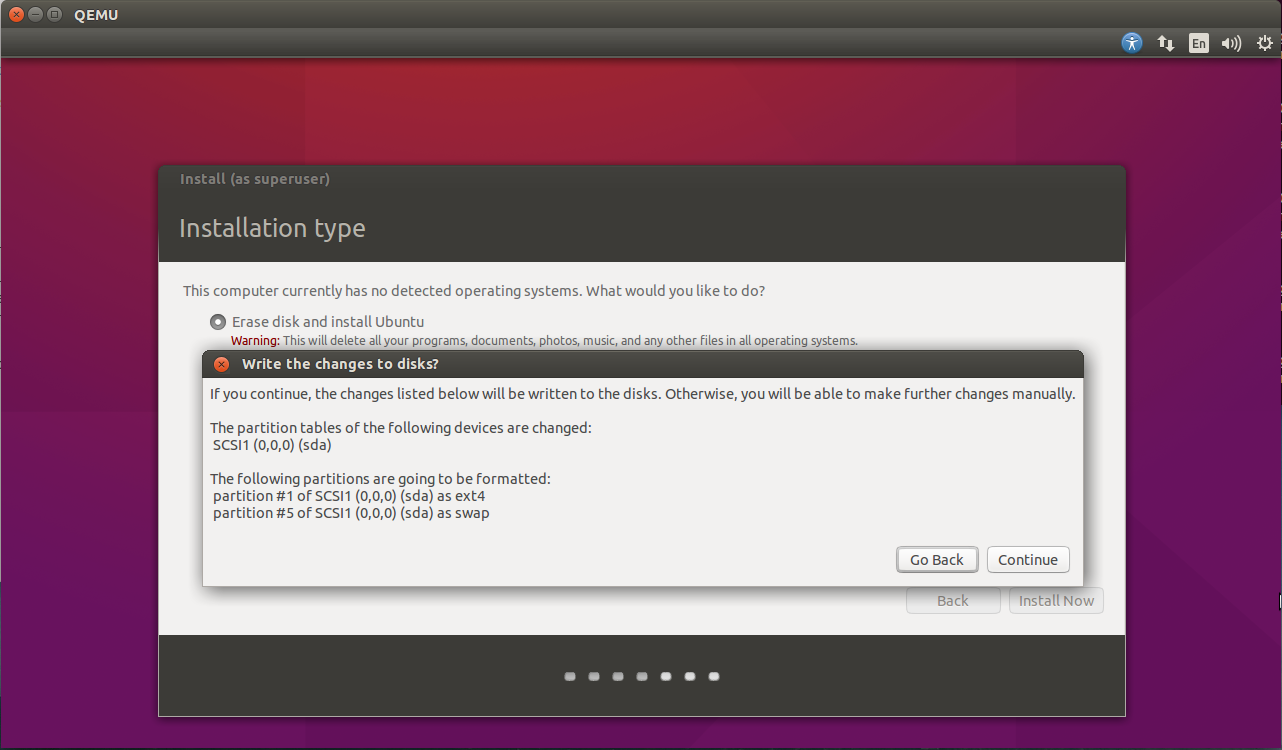 QEMU
En
Install (as superuser)
Installation type
This computer currently has no detected operating systems. What would you like to do?
Erase disk and install Ubuntu
Warning: This will delete all your programs, documents, photos, music, and any other files in all operating systems.
Write the changes to disks?
If you continue, the changes listed below will be written to the disks. Otherwise, you will be able to make further changes manually.
The partition tables of the following devices are changed:
SCSI1 (0,0,0) (sda)
The following partitions are going to be formatted:
partition #1 of SCSI1 (0,0,0) (sda) as ext4
partition #5 of SCSI1 (0,0,0) (sda) as swap
Go Back Continue
Back Install Now